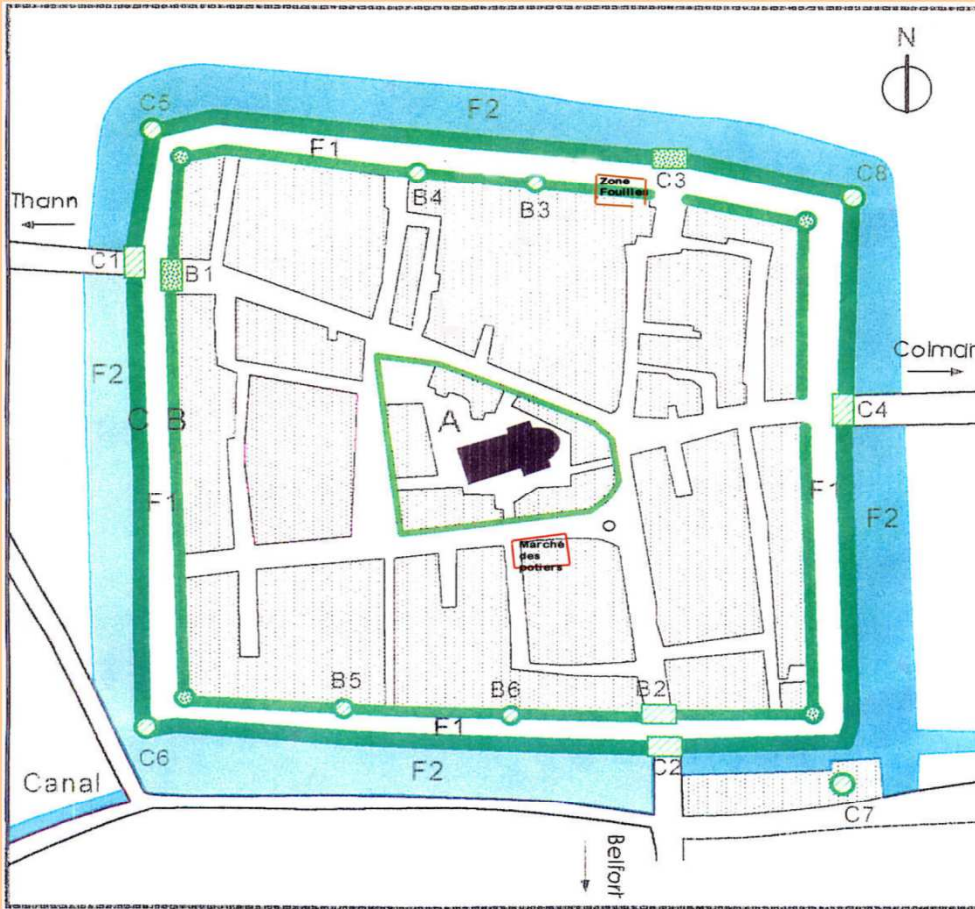 N
C5
F2
F1
C3
C8
Zone
Fouilles
B4
B3
Thann
C1
B1
F2
Colmar
C4
C
B
A
F1
F1
F2
Marché
des
potiers
B5
B6
B2
F1
C6
F2
C2
Canal
C7
Belfort